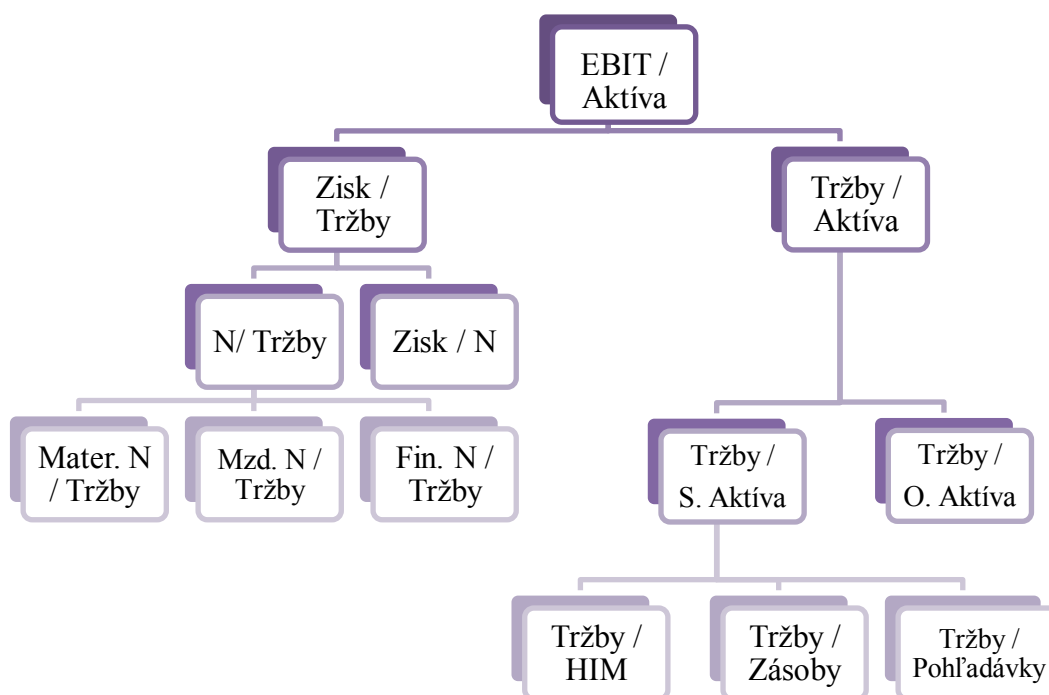 EBIT /
Aktíva
Zisk /
Tržby
Tržby /
Aktíva
N/ Tržby
Zisk / N
Mater. N
/ Tržby
Mzd. N /
Tržby
Fin. N /
Tržby
Tržby /
S. Aktíva
Tržby /
O. Aktíva
Tržby /
HIM
Tržby /
Zásoby
Tržby /
Pohľadávky